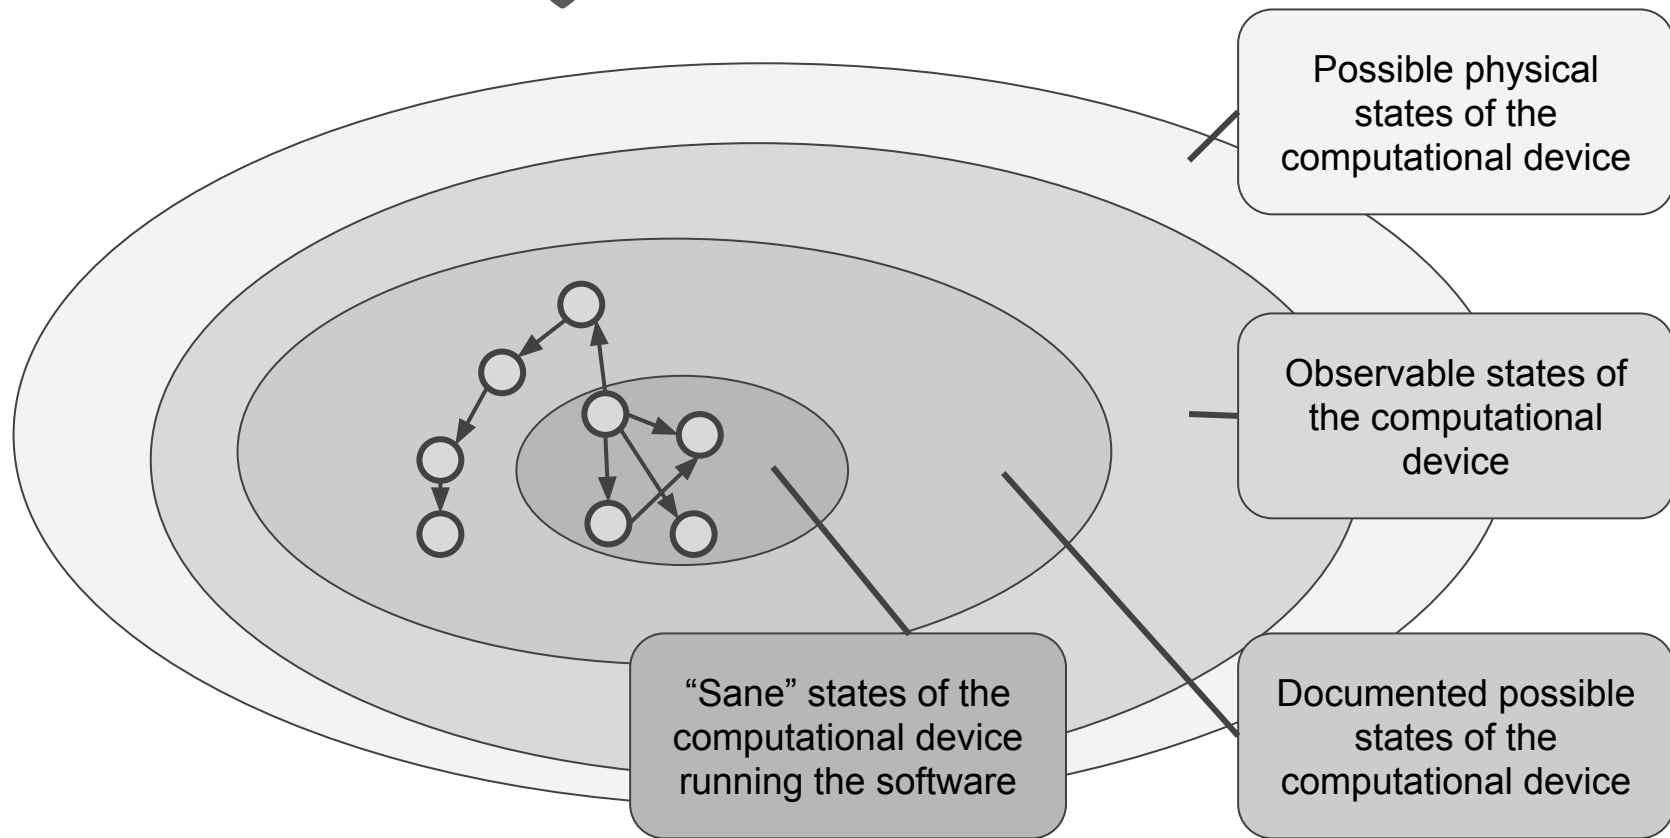 Possible physical
states of the
computational device
Observable states of
the computational
device
“Sane” states of the
computational device
running the software
Documented possible
states of the
computational device